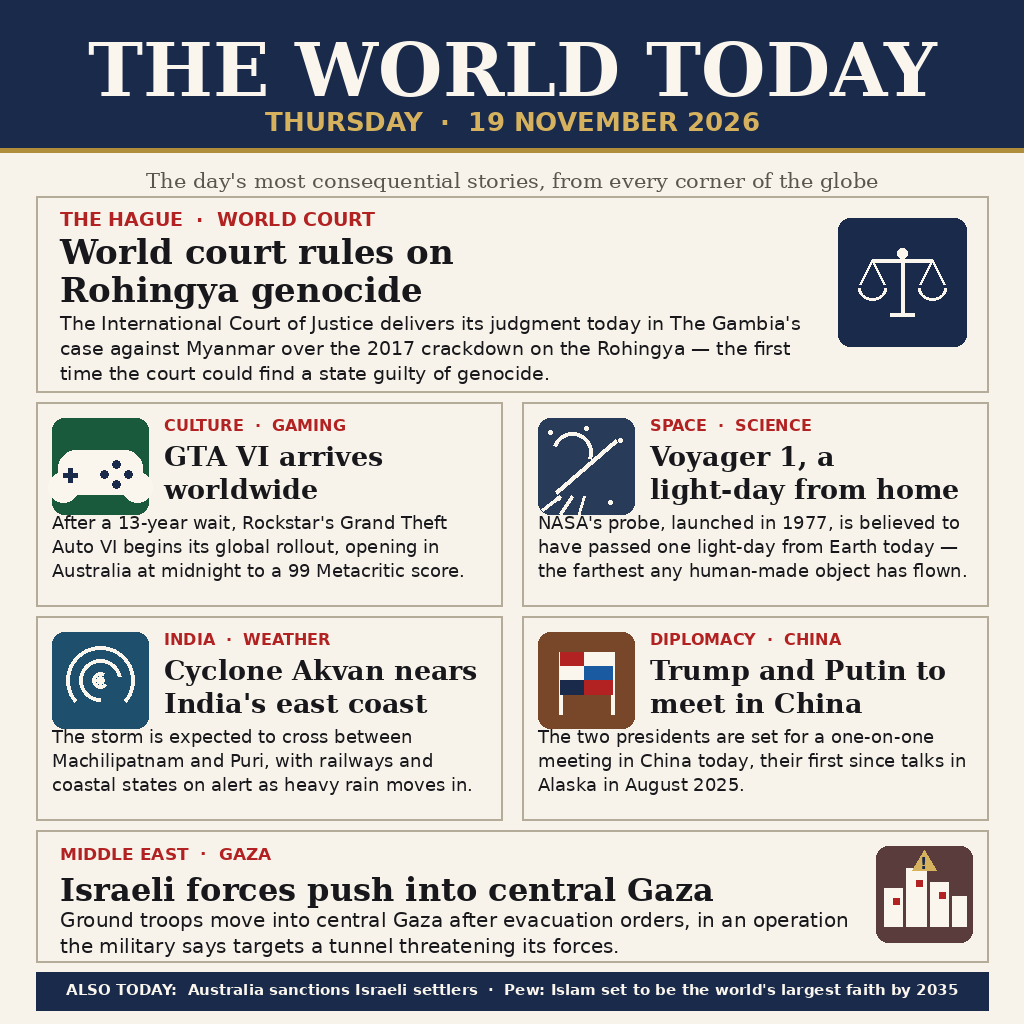 THE WORLD TODAY
THURSDAY · 19 NOVEMBER 2026
The day's most consequential stories, from every corner of the globe
THE HAGUE · WORLD COURT
World court rules on
Rohingya genocide
The International Court of Justice delivers its judgment today in The Gambia's
case against Myanmar over the 2017 crackdown on the Rohingya — the first
time the court could find a state guilty of genocide.
CULTURE · GAMING
GTA VI arrives
worldwide
After a 13-year wait, Rockstar's Grand Theft
Auto VI begins its global rollout, opening in
Australia at midnight to a 99 Metacritic score.
SPACE · SCIENCE
Voyager 1, a
light-day from home
NASA's probe, launched in 1977, is believed to
have passed one light-day from Earth today —
the farthest any human-made object has flown.
INDIA · WEATHER
Cyclone Akvan nears
India's east coast
The storm is expected to cross between
Machilipatnam and Puri, with railways and
coastal states on alert as heavy rain moves in.
DIPLOMACY · CHINA
Trump and Putin to
meet in China
The two presidents are set for a one-on-one
meeting in China today, their first since talks in
Alaska in August 2025.
MIDDLE EAST · GAZA
Israeli forces push into central Gaza
Ground troops move into central Gaza after evacuation orders, in an operation
the military says targets a tunnel threatening its forces.
!
ALSO TODAY: Australia sanctions Israeli settlers · Pew: Islam set to be the world's largest faith by 2035